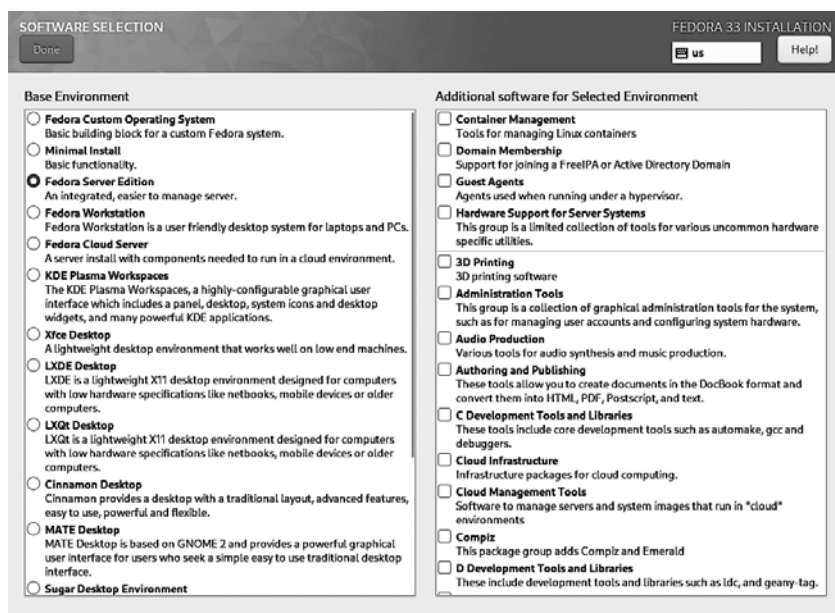 SOFTWARE SELECTION
FEDORA 33 INSTALLATION
Done
us
Help!
Base Environment
Fedora Custom Operating System
Basic building block for a custom Fedora system.
Minimal Install
Basic functionality.
Fedora Server Edition
An integrated, easier to manage server.
Fedora Workstation
Fedora Workstation is a user friendly desktop system for laptops and PCs.
Fedora Cloud Server
A server install with components needed to run in a cloud environment.
KDE Plasma Workspaces
The KDE Plasma Workspaces, a highly-configurable graphical user
interface which includes a panel, desktop, system icons and desktop
widgets, and many powerful KDE applications.
Xfce Desktop
A lightweight desktop environment that works well on low end machines.
LXDE Desktop
LXDE is a lightweight X11 desktop environment designed for computers
with low hardware specifications like netbooks, mobile devices or older
computers.
LXQt Desktop
LXQt is a lightweight X11 desktop environment designed for computers
with low hardware specifications like netbooks, mobile devices or older
computers.
Cinnamon Desktop
Cinnamon provides a desktop with a traditional layout, advanced features,
easy to use, powerful and flexible.
MATE Desktop
MATE Desktop is based on GNOME 2 and provides a powerful graphical
user interface for users who seek a simple easy to use traditional desktop
interface.
Sugar Desktop Environment
Additional software for Selected Environment
Container Management
Tools for managing Linux containers
Domain Membership
Support for joining a FreeIPA or Active Directory Domain
Guest Agents
Agents used when running under a hypervisor.
Hardware Support for Server Systems
This group is a limited collection of tools for various uncommon hardware
specific utilities.
3D Printing
3D printing software
Administration Tools
This group is a collection of graphical administration tools for the system,
such as for managing user accounts and configuring system hardware.
Audio Production
Various tools for audio synthesis and music production.
Authoring and Publishing
These tools allow you to create documents in the DocBook format and
convert them into HTML, PDF, Postscript, and text.
C Development Tools and Libraries
These tools include core development tools such as automake, gcc and
debuggers.
Cloud Infrastructure
Infrastructure packages for cloud computing.
Cloud Management Tools
Software to manage servers and system images that run in "cloud"
environments
Compiz
This package group adds Compiz and Emerald
D Development Tools and Libraries
These include development tools and libraries such as ldc, and geany-tag.